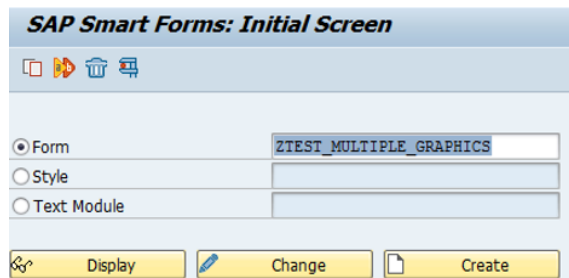 SAP Smart Forms: Initial Screen
Form ZTEST_MULTIPLE_GRAPHICS
Style
Text Module
Display Change Create